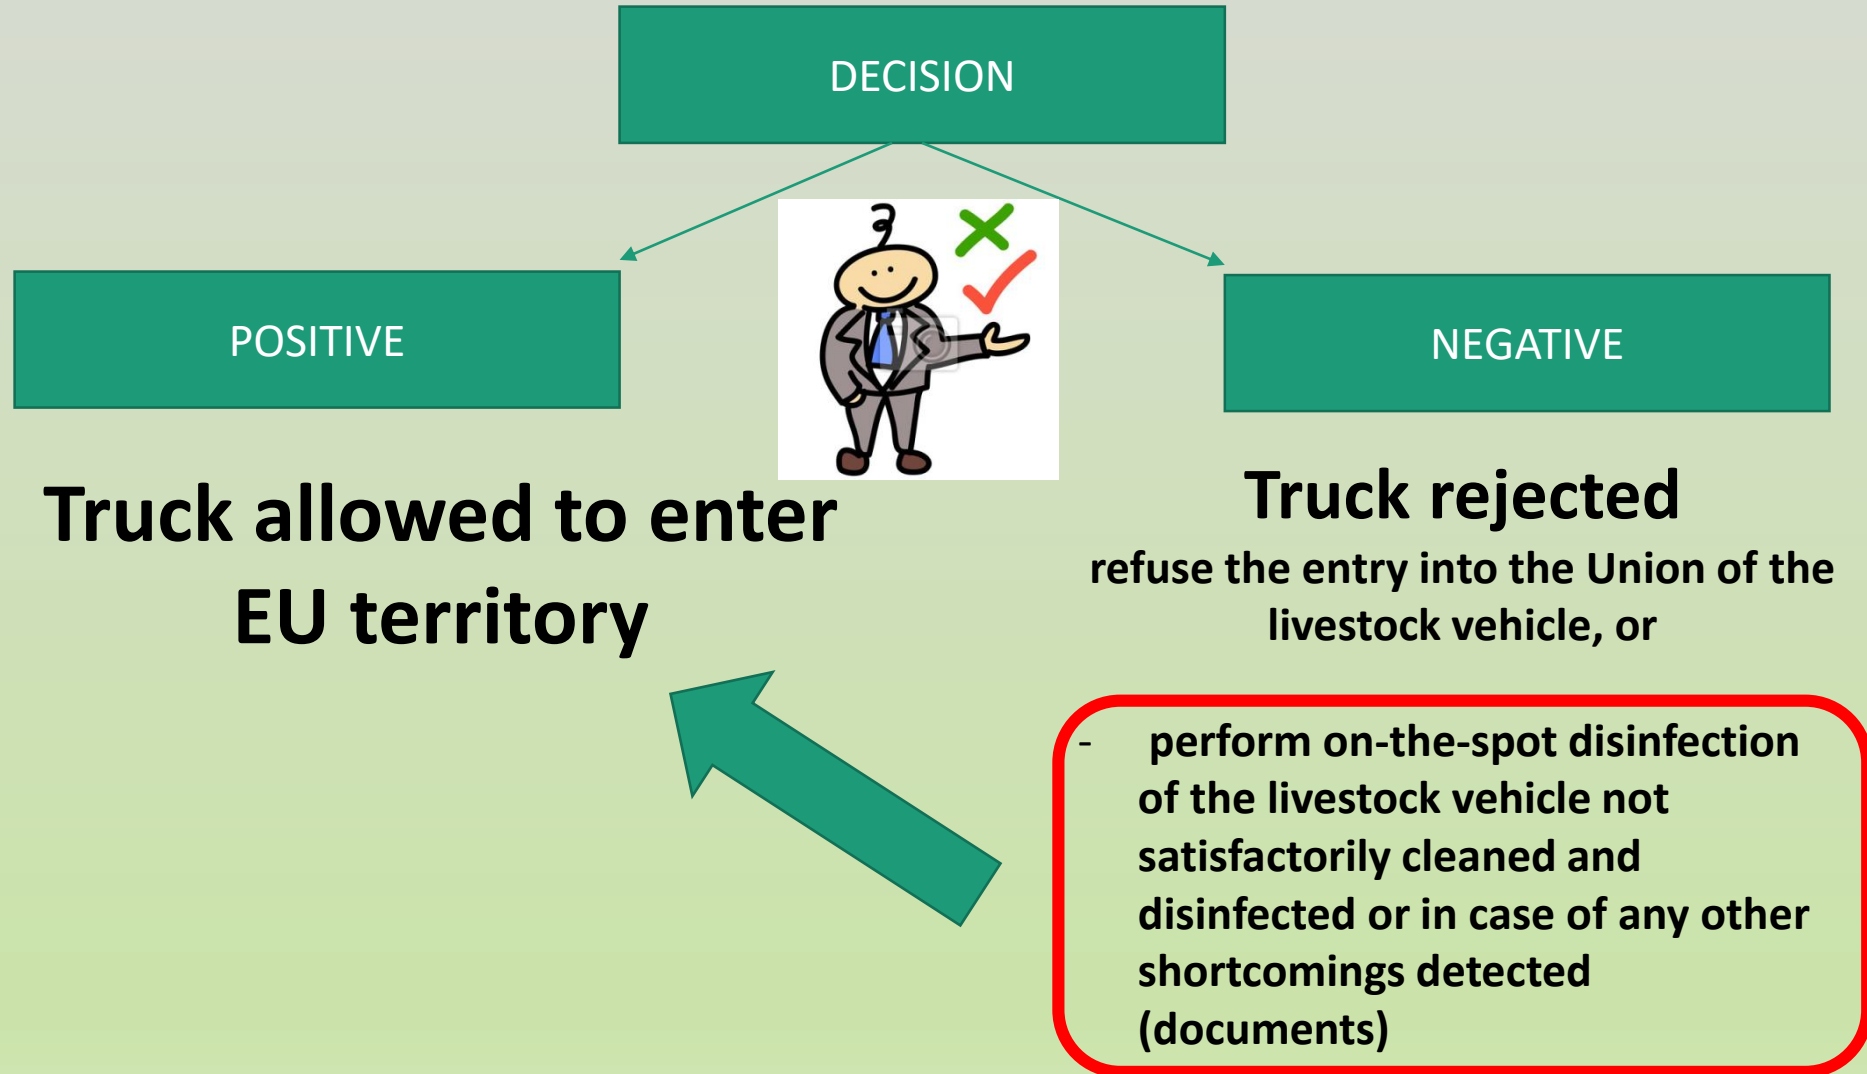 DECISION
POSITIVE
NEGATIVE
Truck allowed to enter
EU territory
Truck rejected
refuse the entry into the Union of the
livestock vehicle, or
- perform on-the-spot disinfection
of the livestock vehicle not
satisfactorily cleaned and
disinfected or in case of any other
shortcomings detected
(documents)